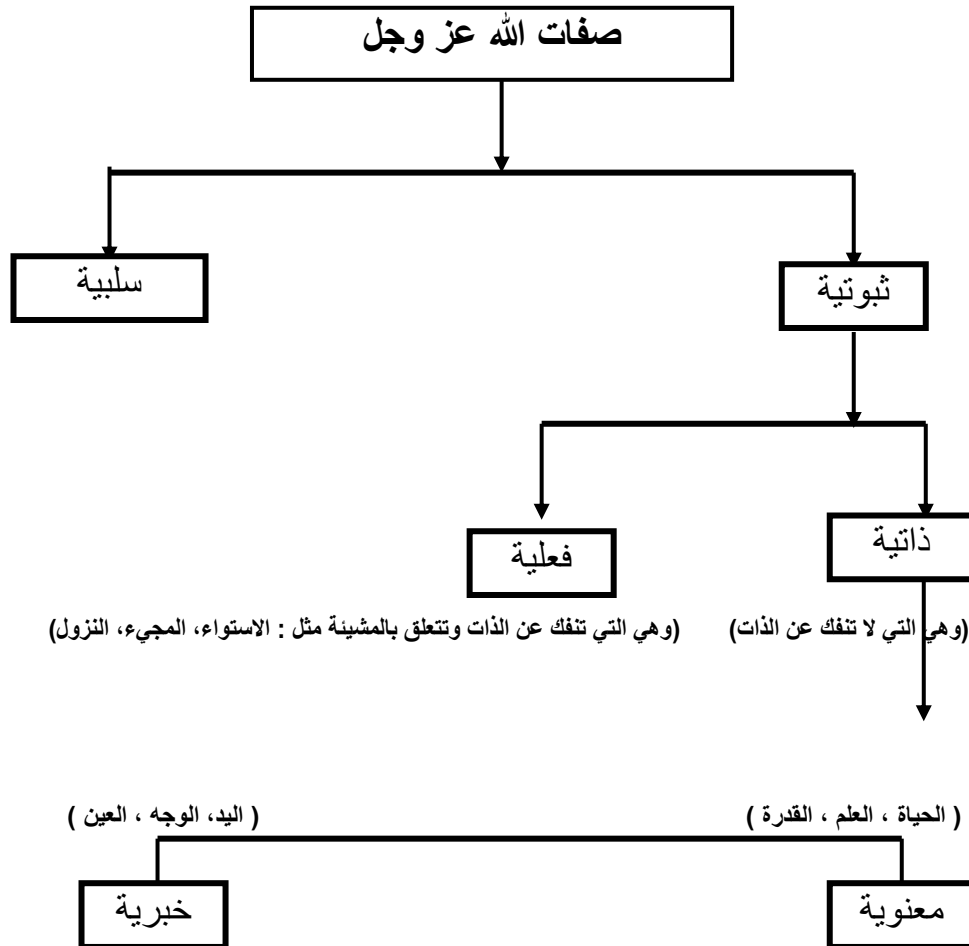 صفات الله عز وجل
ثبوتية
سلبية
ذاتية
فعلية
(وهي التي لا تنفك عن الذات)
(وهي التي تنفك عن الذات وتتعلق بالمشيئة مثل : الاستواء، المجيء، النزول)
( الحياة ، العلم ، القدرة )
( اليد، الوجه ، العين )
معنوية
خبرية